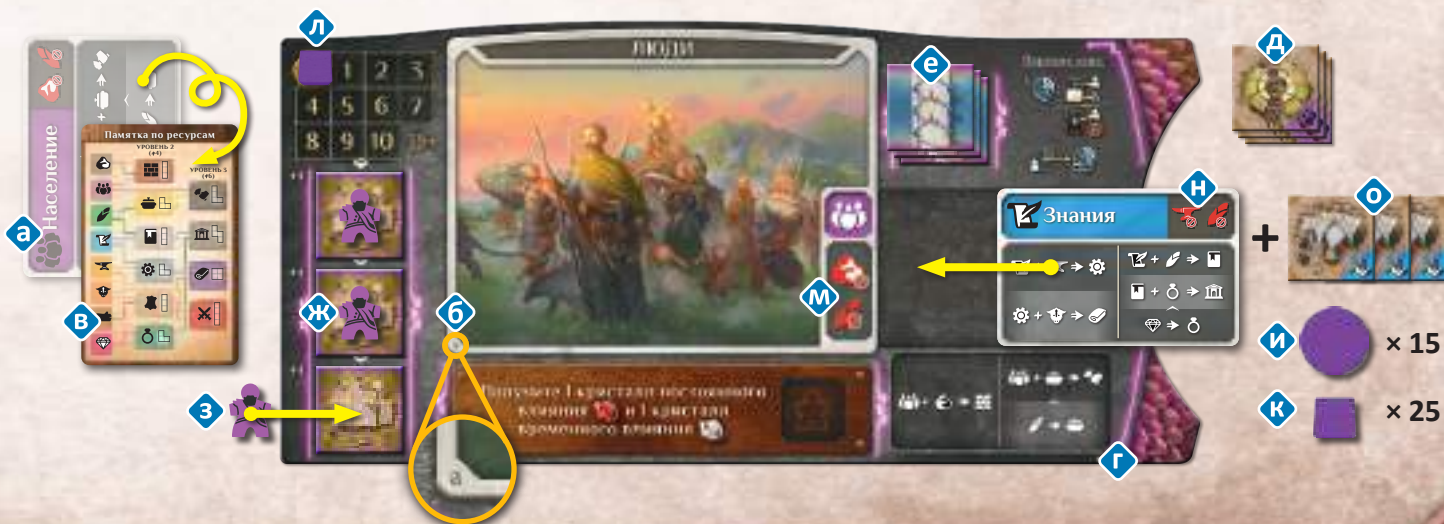 л
д
е
ЛЮДИ
1 2 3
4 5 6 7
8 9 10
Население
а
Памятка по ресурсам
УРОВЕНЬ 2
(♦4)
УРОВЕНЬ 3
(♦6)
в
ж
б
м
н
о
Знания
+
и
× 15
з
к
× 25
Получите 1 кристалл постоянного
влияния и 1 кристалл
временного влияния
г
а